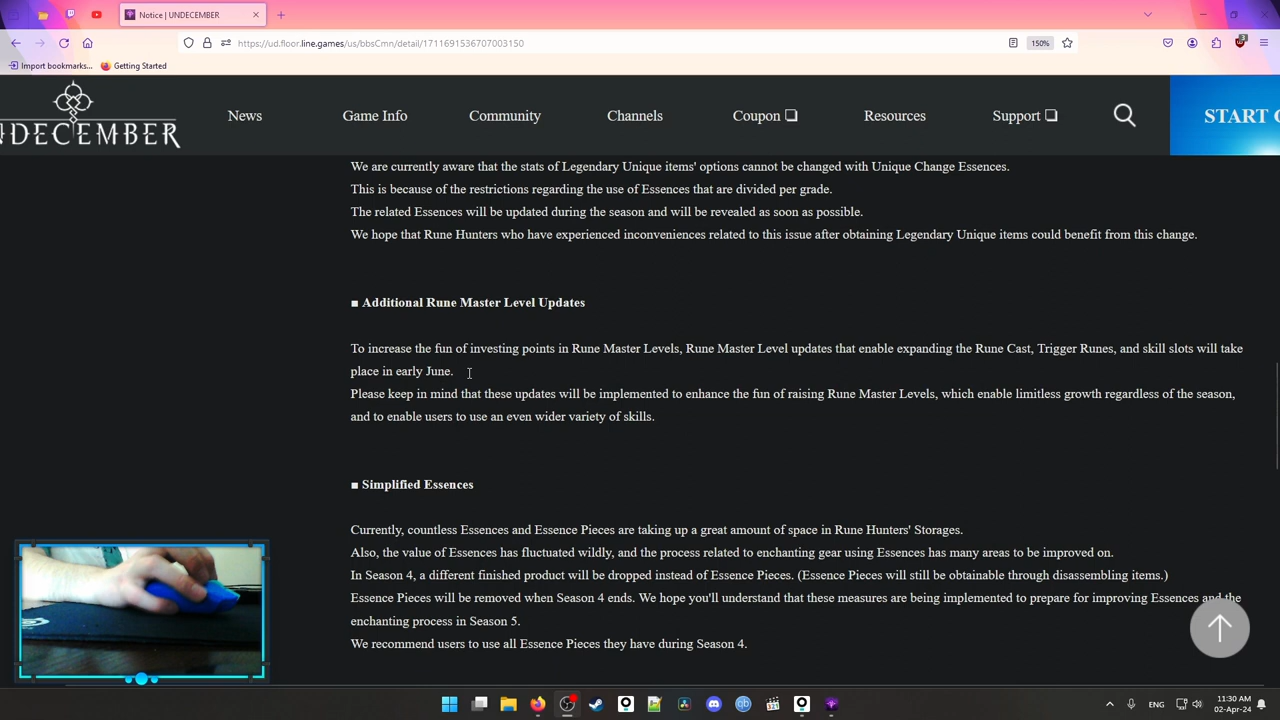 Notice | UNDECEMBER
https://ud.floor.line.games/us/bbsCmn/detail/1711691536707003150
150%
3
Import bookmarks...
Getting Started
NDECEMBER
News
Game Info
Community
Channels
Coupon
Resources
Support
START
We are currently aware that the stats of Legendary Unique items' options cannot be changed with Unique Change Essences.
This is because of the restrictions regarding the use of Essences that are divided per grade.
The related Essences will be updated during the season and will be revealed as soon as possible.
We hope that Rune Hunters who have experienced inconveniences related to this issue after obtaining Legendary Unique items could benefit from this change.
■ Additional Rune Master Level Updates
To increase the fun of investing points in Rune Master Levels, Rune Master Level updates that enable expanding the Rune Cast, Trigger Runes, and skill slots will take
place in early June.
Please keep in mind that these updates will be implemented to enhance the fun of raising Rune Master Levels, which enable limitless growth regardless of the season,
and to enable users to use an even wider variety of skills.
■ Simplified Essences
Currently, countless Essences and Essence Pieces are taking up a great amount of space in Rune Hunters' Storages.
Also, the value of Essences has fluctuated wildly, and the process related to enchanting gear using Essences has many areas to be improved on.
In Season 4, a different finished product will be dropped instead of Essence Pieces. (Essence Pieces will still be obtainable through disassembling items.)
Essence Pieces will be removed when Season 4 ends. We hope you'll understand that these measures are being implemented to prepare for improving Essences and the
enchanting process in Season 5.
We recommend users to use all Essence Pieces they have during Season 4.
ENG
11:30 AM
02-Apr-24